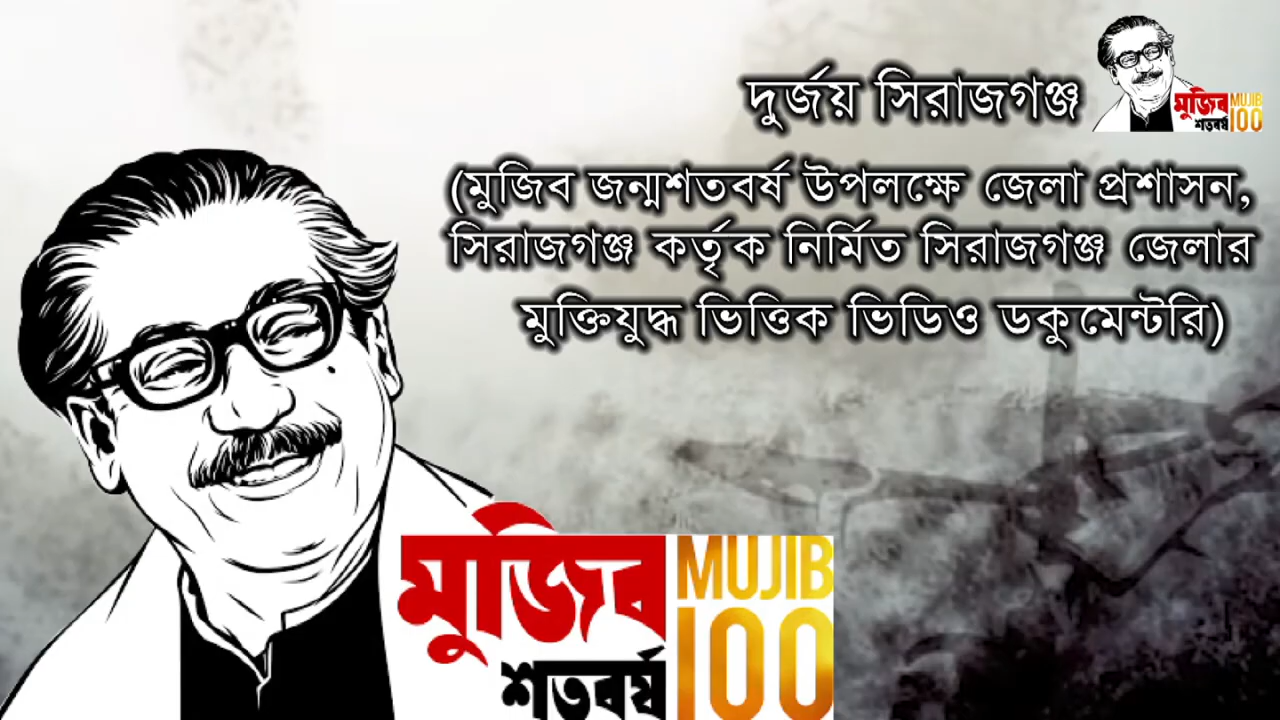 দুর্জয় সিরাজগঞ্জ
মুজিব
শতবর্ষ
MUJIB
100
(মুজিব জন্মশতবর্ষ উপলক্ষে জেলা প্রশাসন,
সিরাজগঞ্জ কর্তৃক নির্মিত সিরাজগঞ্জ জেলার
মুক্তিযুদ্ধ ভিত্তিক ভিডিও ডকুমেন্টরি)
মুজিব
শতবর্ষ
MUJIB
100